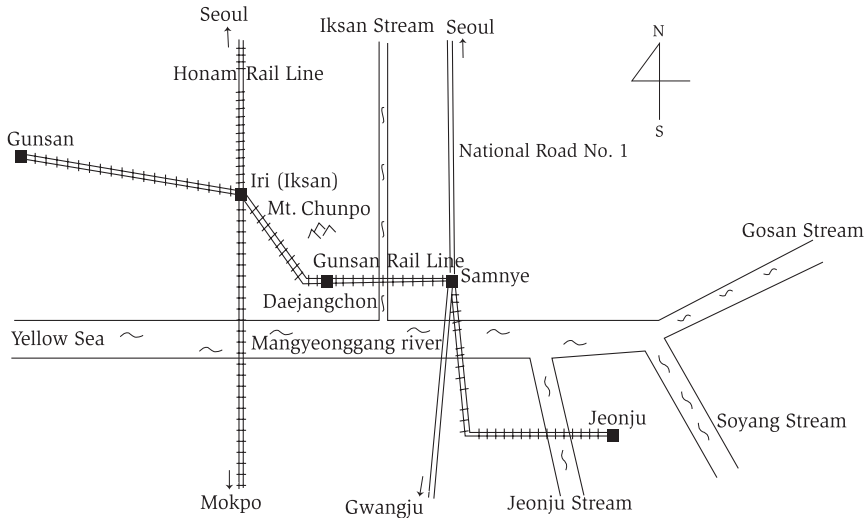 Seoul
Iksan Stream
Seoul
Honam Rail Line
N
S
Gunsan
National Road No. 1
Iri (Iksan)
Mt. Chunpo
Gosan Stream
Gunsan Rail Line
Samnye
Daejangchon
Yellow Sea
Mangyeonggang river
Jeonju
Soyang Stream
Mokpo
Gwangju
Jeonju Stream